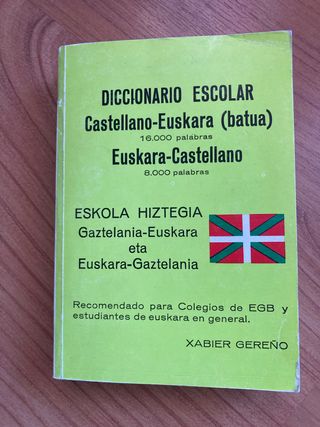 DICCIONARIO ESCOLAR
Castellano-Euskara (batua)
16.000 palabras
Euskara-Castellano
8.000 palabras
ESKOLA HIZTEGIA
Gaztelania-Euskara
eta
Euskara-Gaztelania
Recomendado para Colegios de EGB y
estudiantes de euskara en general.
XABIER GEREÑO